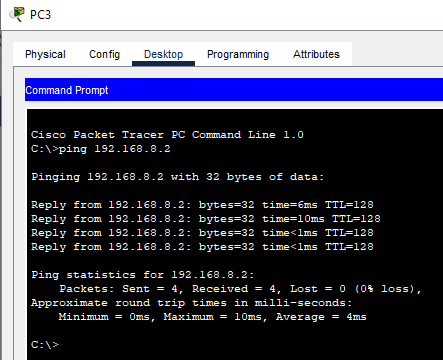 PC3
Physical Config Desktop Programming Attributes
Command Prompt
Cisco Packet Tracer PC Command Line 1.0
C:\>ping 192.168.8.2
Pinging 192.168.8.2 with 32 bytes of data:
Reply from 192.168.8.2: bytes=32 time=6ms TTL=128
Reply from 192.168.8.2: bytes=32 time=10ms TTL=128
Reply from 192.168.8.2: bytes=32 time<1ms TTL=128
Reply from 192.168.8.2: bytes=32 time<1ms TTL=128
Ping statistics for 192.168.8.2:
Packets: Sent = 4, Received = 4, Lost = 0 (0% loss),
Approximate round trip times in milli-seconds:
Minimum = 0ms, Maximum = 10ms, Average = 4ms
C:\>